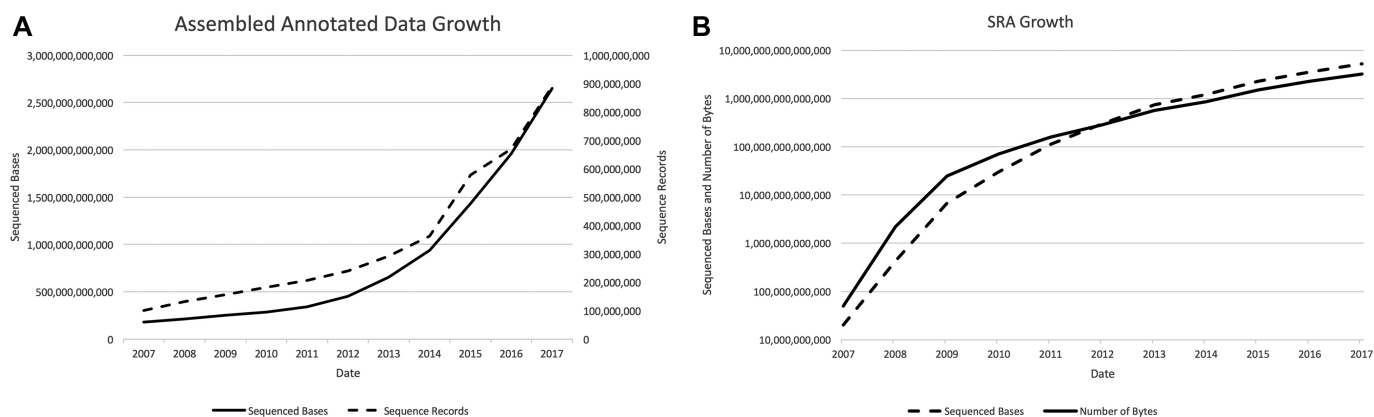 A
Assembled Annotated Data Growth
3,000,000,000,000
2,500,000,000,000
2,000,000,000,000
1,500,000,000,000
1,000,000,000,000
500,000,000,000
0
Sequenced Bases
1,000,000,000
900,000,000
800,000,000
700,000,000
600,000,000
500,000,000
400,000,000
300,000,000
200,000,000
100,000,000
0
Sequence Records
2007 2008 2009 2010 2011 2012 2013 2014 2015 2016 2017
Date
Sequenced Bases Sequence Records
B
SRA Growth
10,000,000,000,000,000
1,000,000,000,000,000
100,000,000,000,000
10,000,000,000,000
1,000,000,000,000
100,000,000,000
10,000,000,000
Sequenced Bases and Number of Bytes
2007 2008 2009 2010 2011 2012 2013 2014 2015 2016 2017
Date
Sequenced Bases Number of Bytes